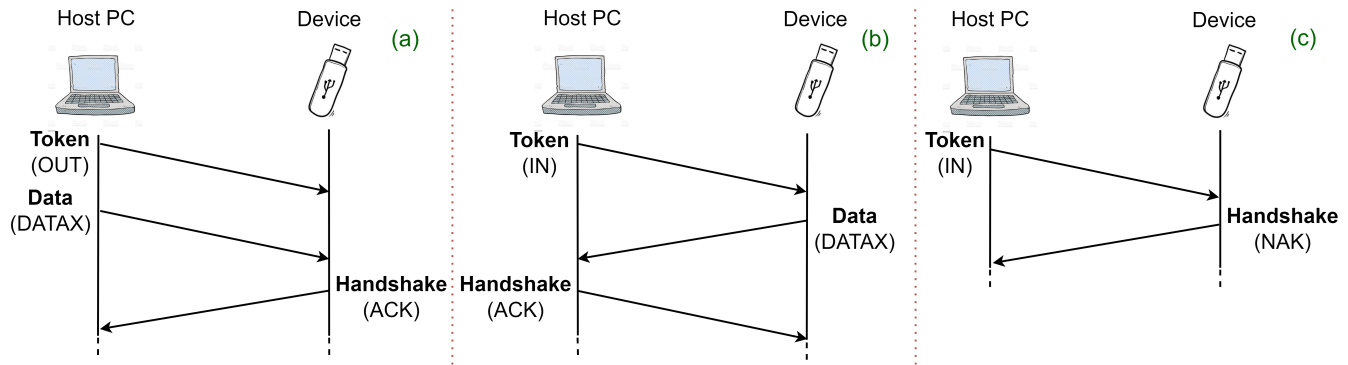 Host PC
Device
(a)
Token
(OUT)
Data
(DATAX)
Handshake
(ACK)
Host PC
Device
(b)
Token
(IN)
Data
(DATAX)
Handshake
(ACK)
Host PC
Device
(c)
Token
(IN)
Handshake
(NAK)